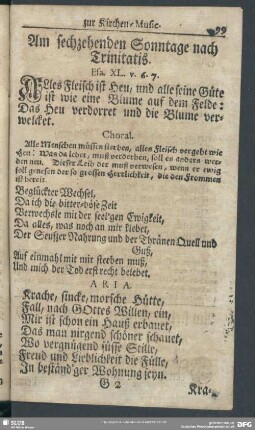 zur Kirchen-Music. 99
Am sechzehenden Sonntage nach
Trinitatis.
Esa. XL. v. 6. 7.
ALles Fleisch ist Heu, und alle seine Güte
ist wie eine Blume auf dem Felde:
Das Heu verdorret und die Blume ver-
welcket.
Choral.
Alle Menschen müssen sterben, alles Fleisch vergeht wie
Heu: Was da lebet, muß verderben, soll es anders wer-
den neu. Dieser Leib der muß verwesen, wenn er ewig
soll genesen der so grossen Herrlichkeit, die den Frommen
ist bereit.
Beglückter Wechsel,
Da ich die bitter-böse Zeit
Verwechsle mit der seel'gen Ewigkeit,
Da alles, was noch an mir klebet,
Der Seufzer Nahrung und der Thränen Quell und
Guß,
Auf einmahl mit mir sterben muß,
Und mich der Tod erst recht belebet.
ARIA.
Krache, sincke, morsche Hütte,
Fall, nach GOttes Willen, ein,
Mir ist schon ein Hauß erbauet,
Das man nirgend schöner schauet,
Wo vergnügend süsse Stille,
Freud und Lieblichkeit die Fülle,
In beständ'ger Wohnung seyn.
G 2 Kra-
SLUB
DFG